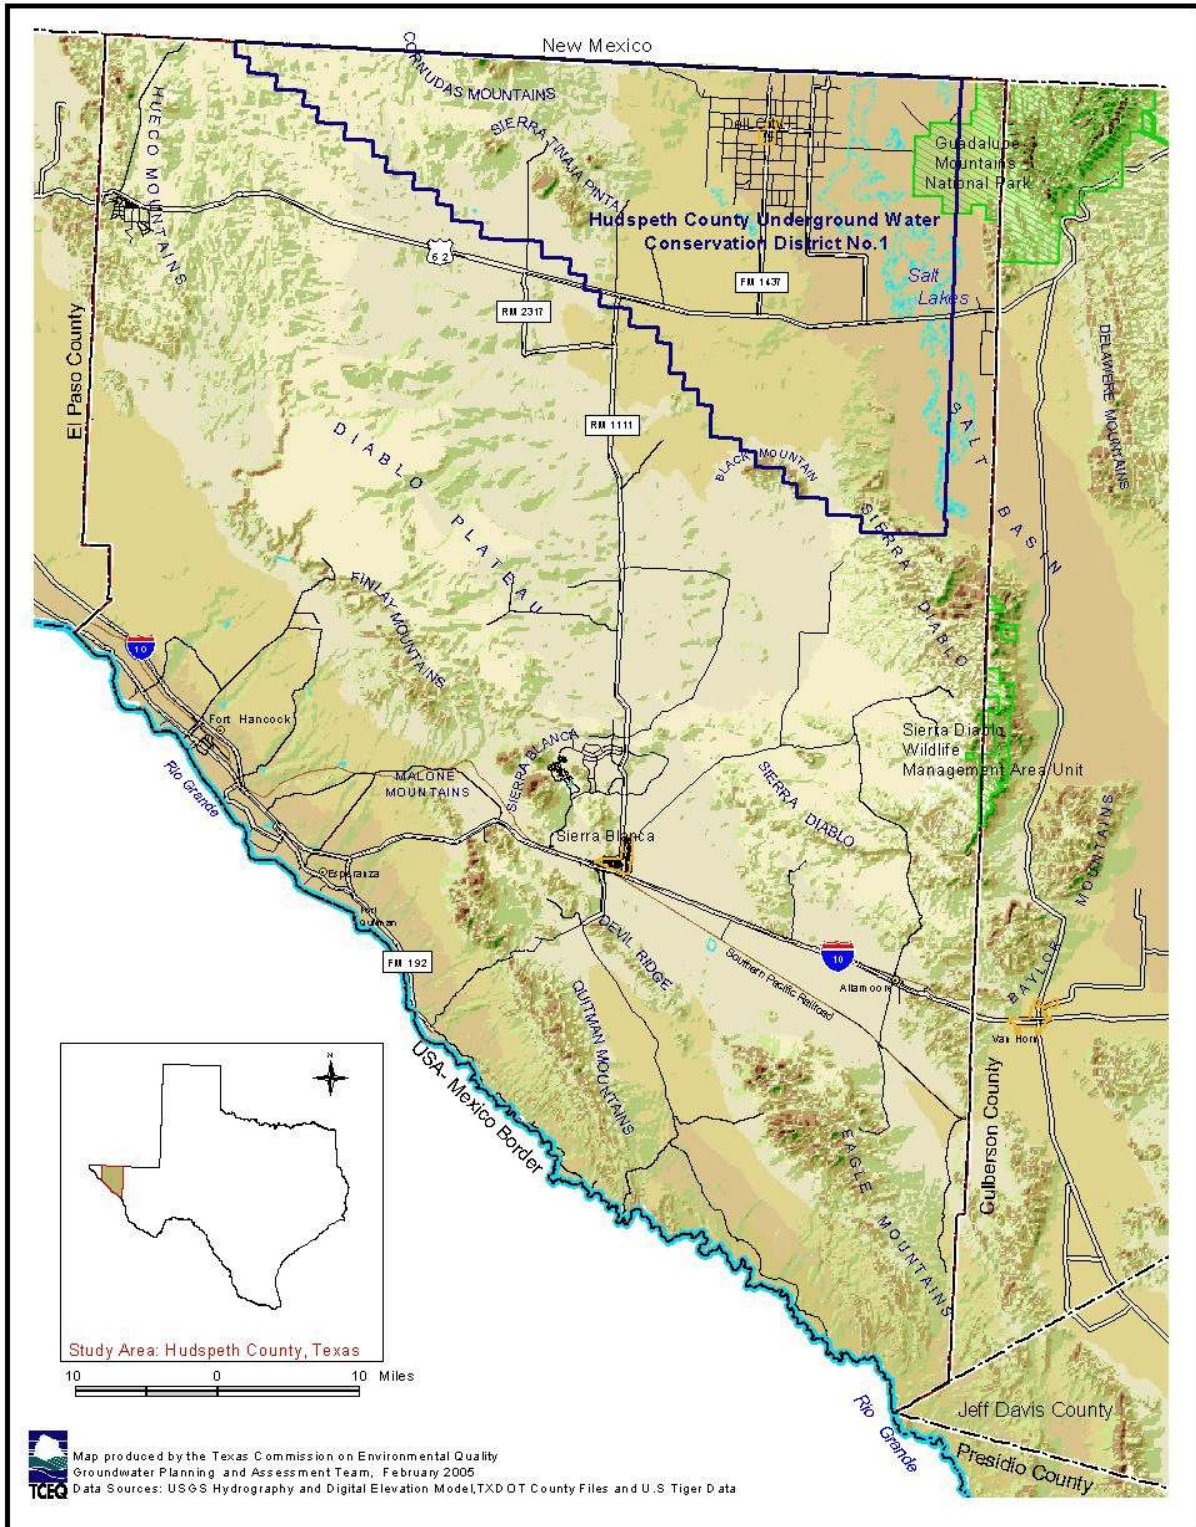 New Mexico
CORNUDAS MOUNTAINS
HUECO MOUNTAINS
SIERRA TINAJA PINTA
Dell City
Guadalupe
Mountains
National Park
Hudspeth County Underground Water
Conservation District No.1
62
FM 1437
Salt
Lakes
RM 2317
El Paso County
DELAWERE MOUNTAINS
RM 1111
DIABLO PLATEAU
BLACK MOUNTAIN
SALT BASIN
SIERRA DIABLO
FINLAY MOUNTAINS
10
Fort Hancock
Rio Grande
Sierra Diablo
Wildlife
Management Area/Unit
SIERRA BLANCA
MALONE
MOUNTAINS
SIERRA DIABLO
Sierra Blanca
BAYLOR MOUNTAINS
Esperanza
Fort
Quitman
FM 192
DEVIL RIDGE
Southern Pacific Railroad
10
Allamoore
QUITMAN MOUNTAINS
Van Horn
USA- Mexico Border
Culberson County
EAGLE MOUNTAINS
N
Study Area: Hudspeth County, Texas
10 0 10 Miles
Rio Grande
Jeff Davis County
Presidio County
TCEQ
Map produced by the Texas Commission on Environmental Quality
Groundwater Planning and Assessment Team, February 2005
Data Sources: USGS Hydrography and Digital Elevation Model,TXDOT County Files and U.S Tiger Data